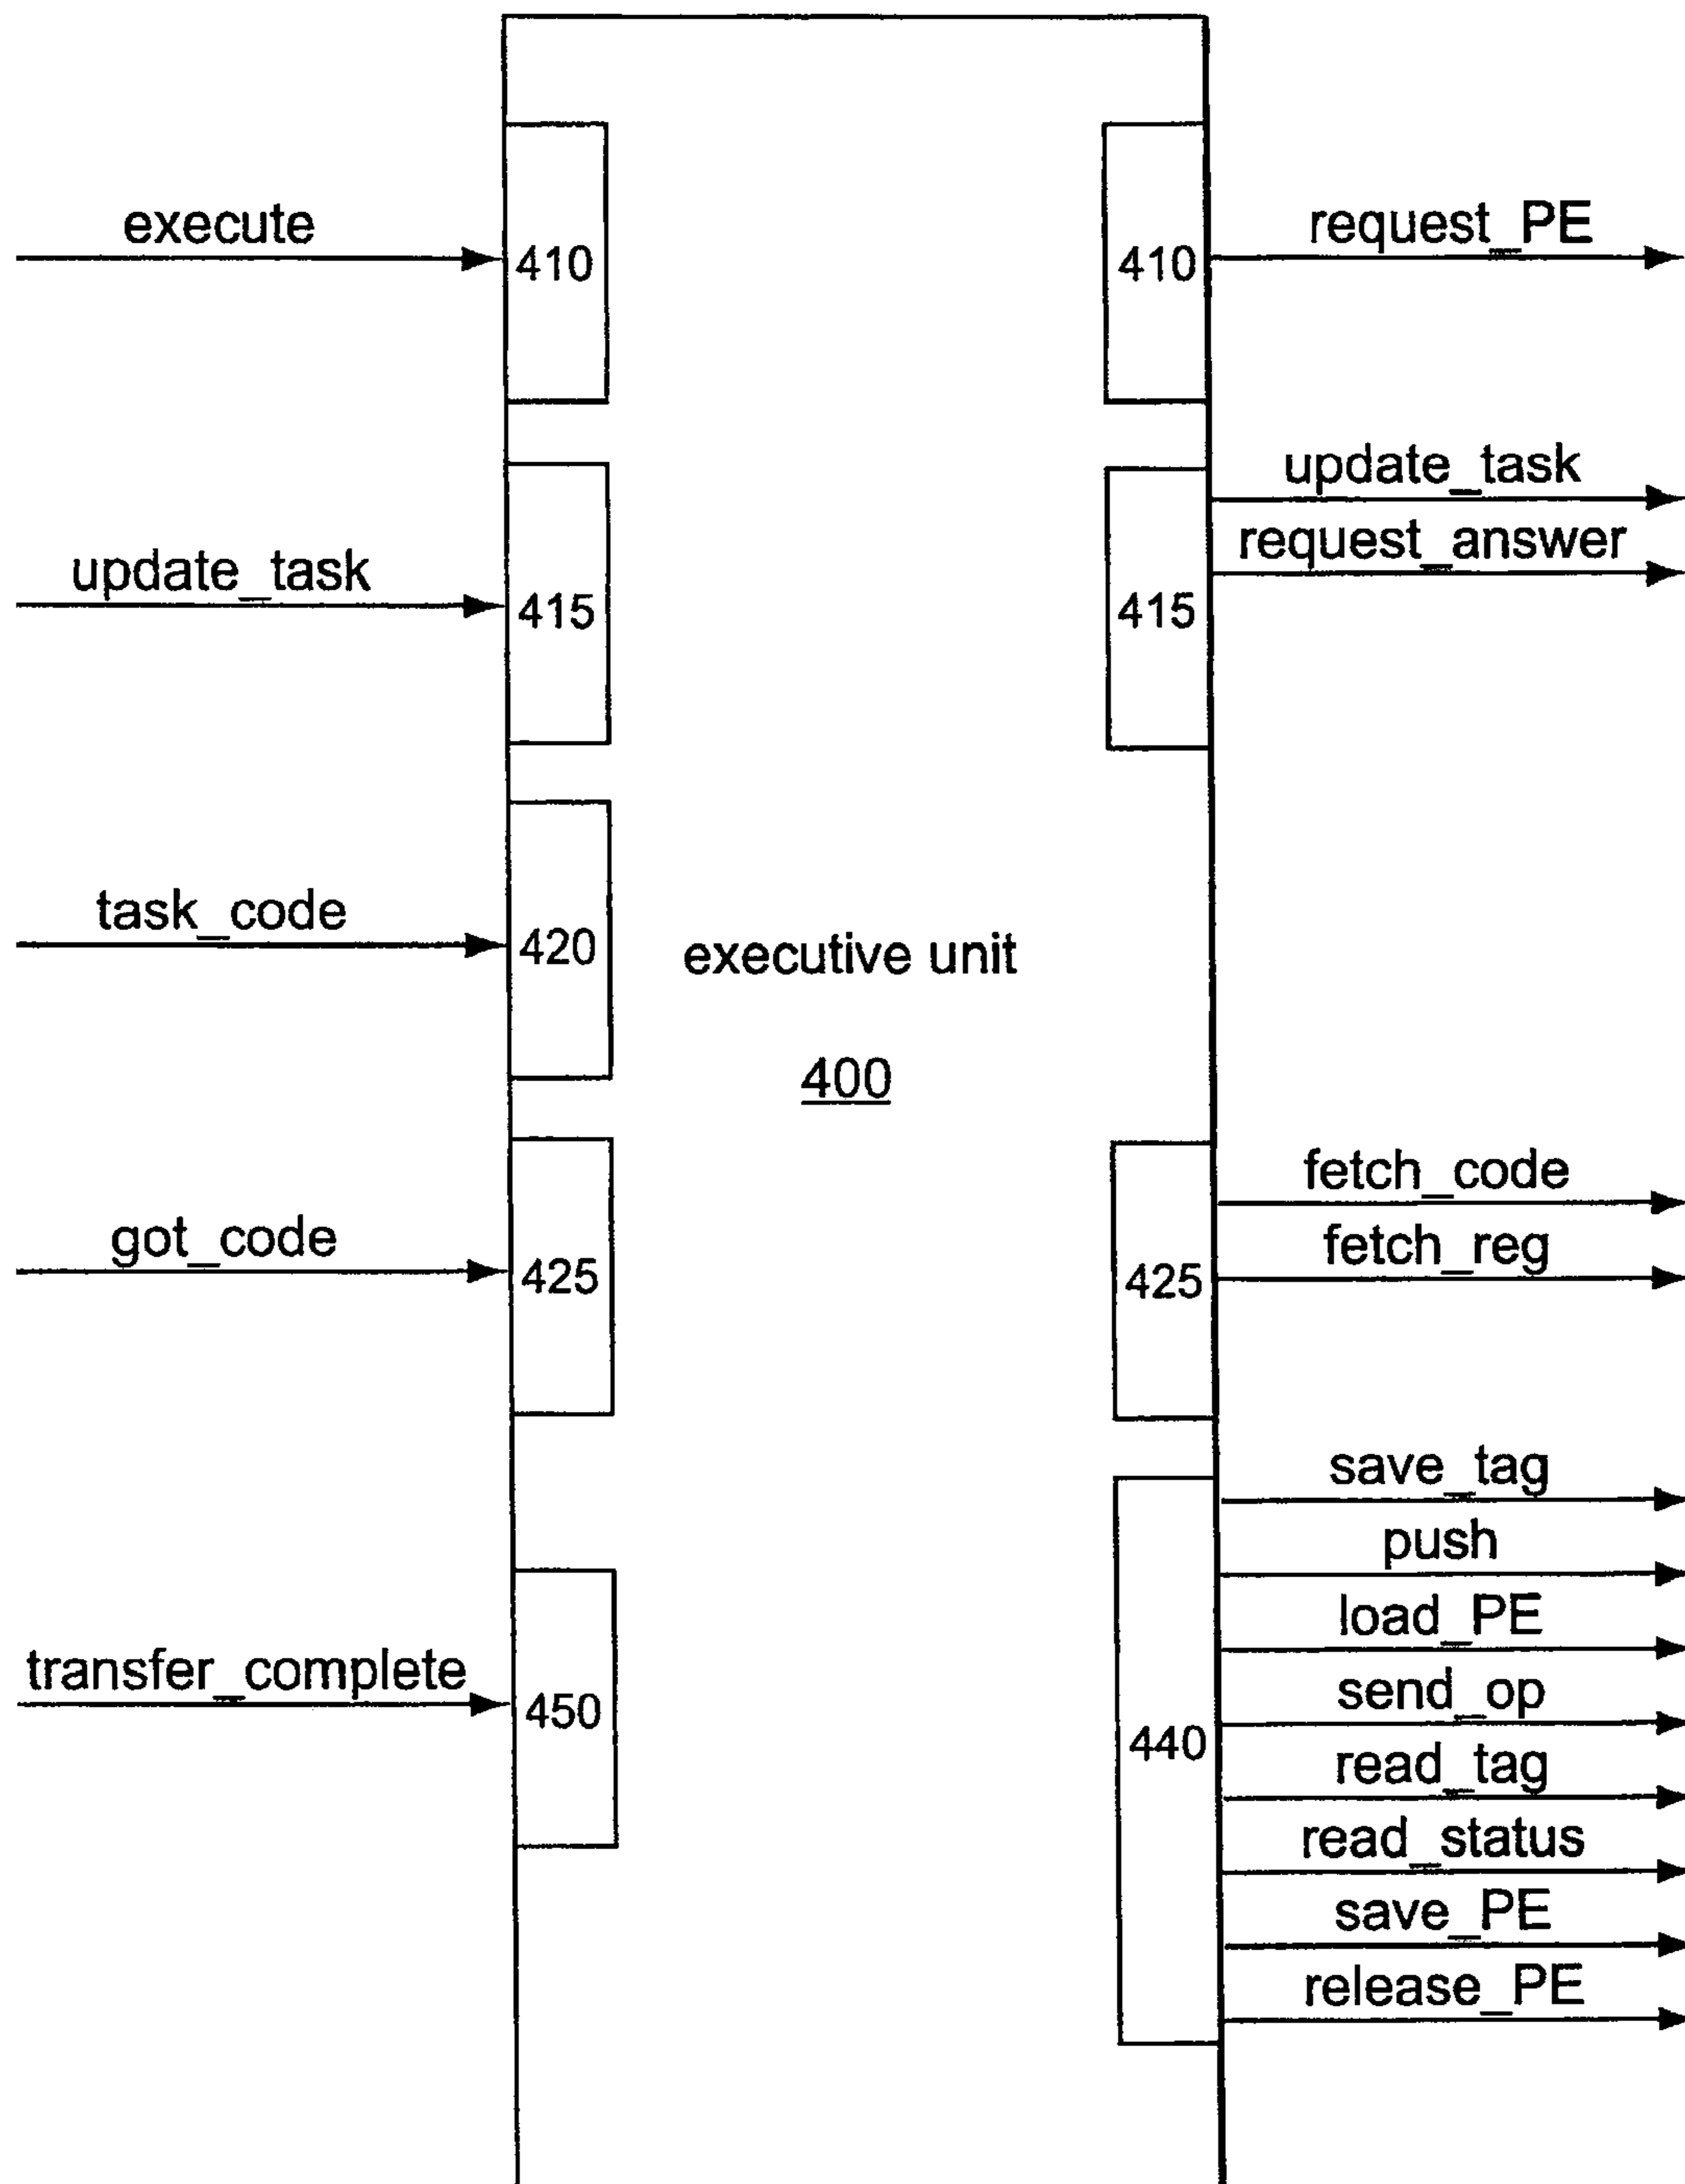 execute
410
410
request_PE
update_task
request_answer
update_task
415
415
task_code
420
executive unit
400
fetch_code
fetch_reg
got_code
425
425
save_tag
push
load_PE
send_op
read_tag
read_status
save_PE
release_PE
transfer_complete
450
440